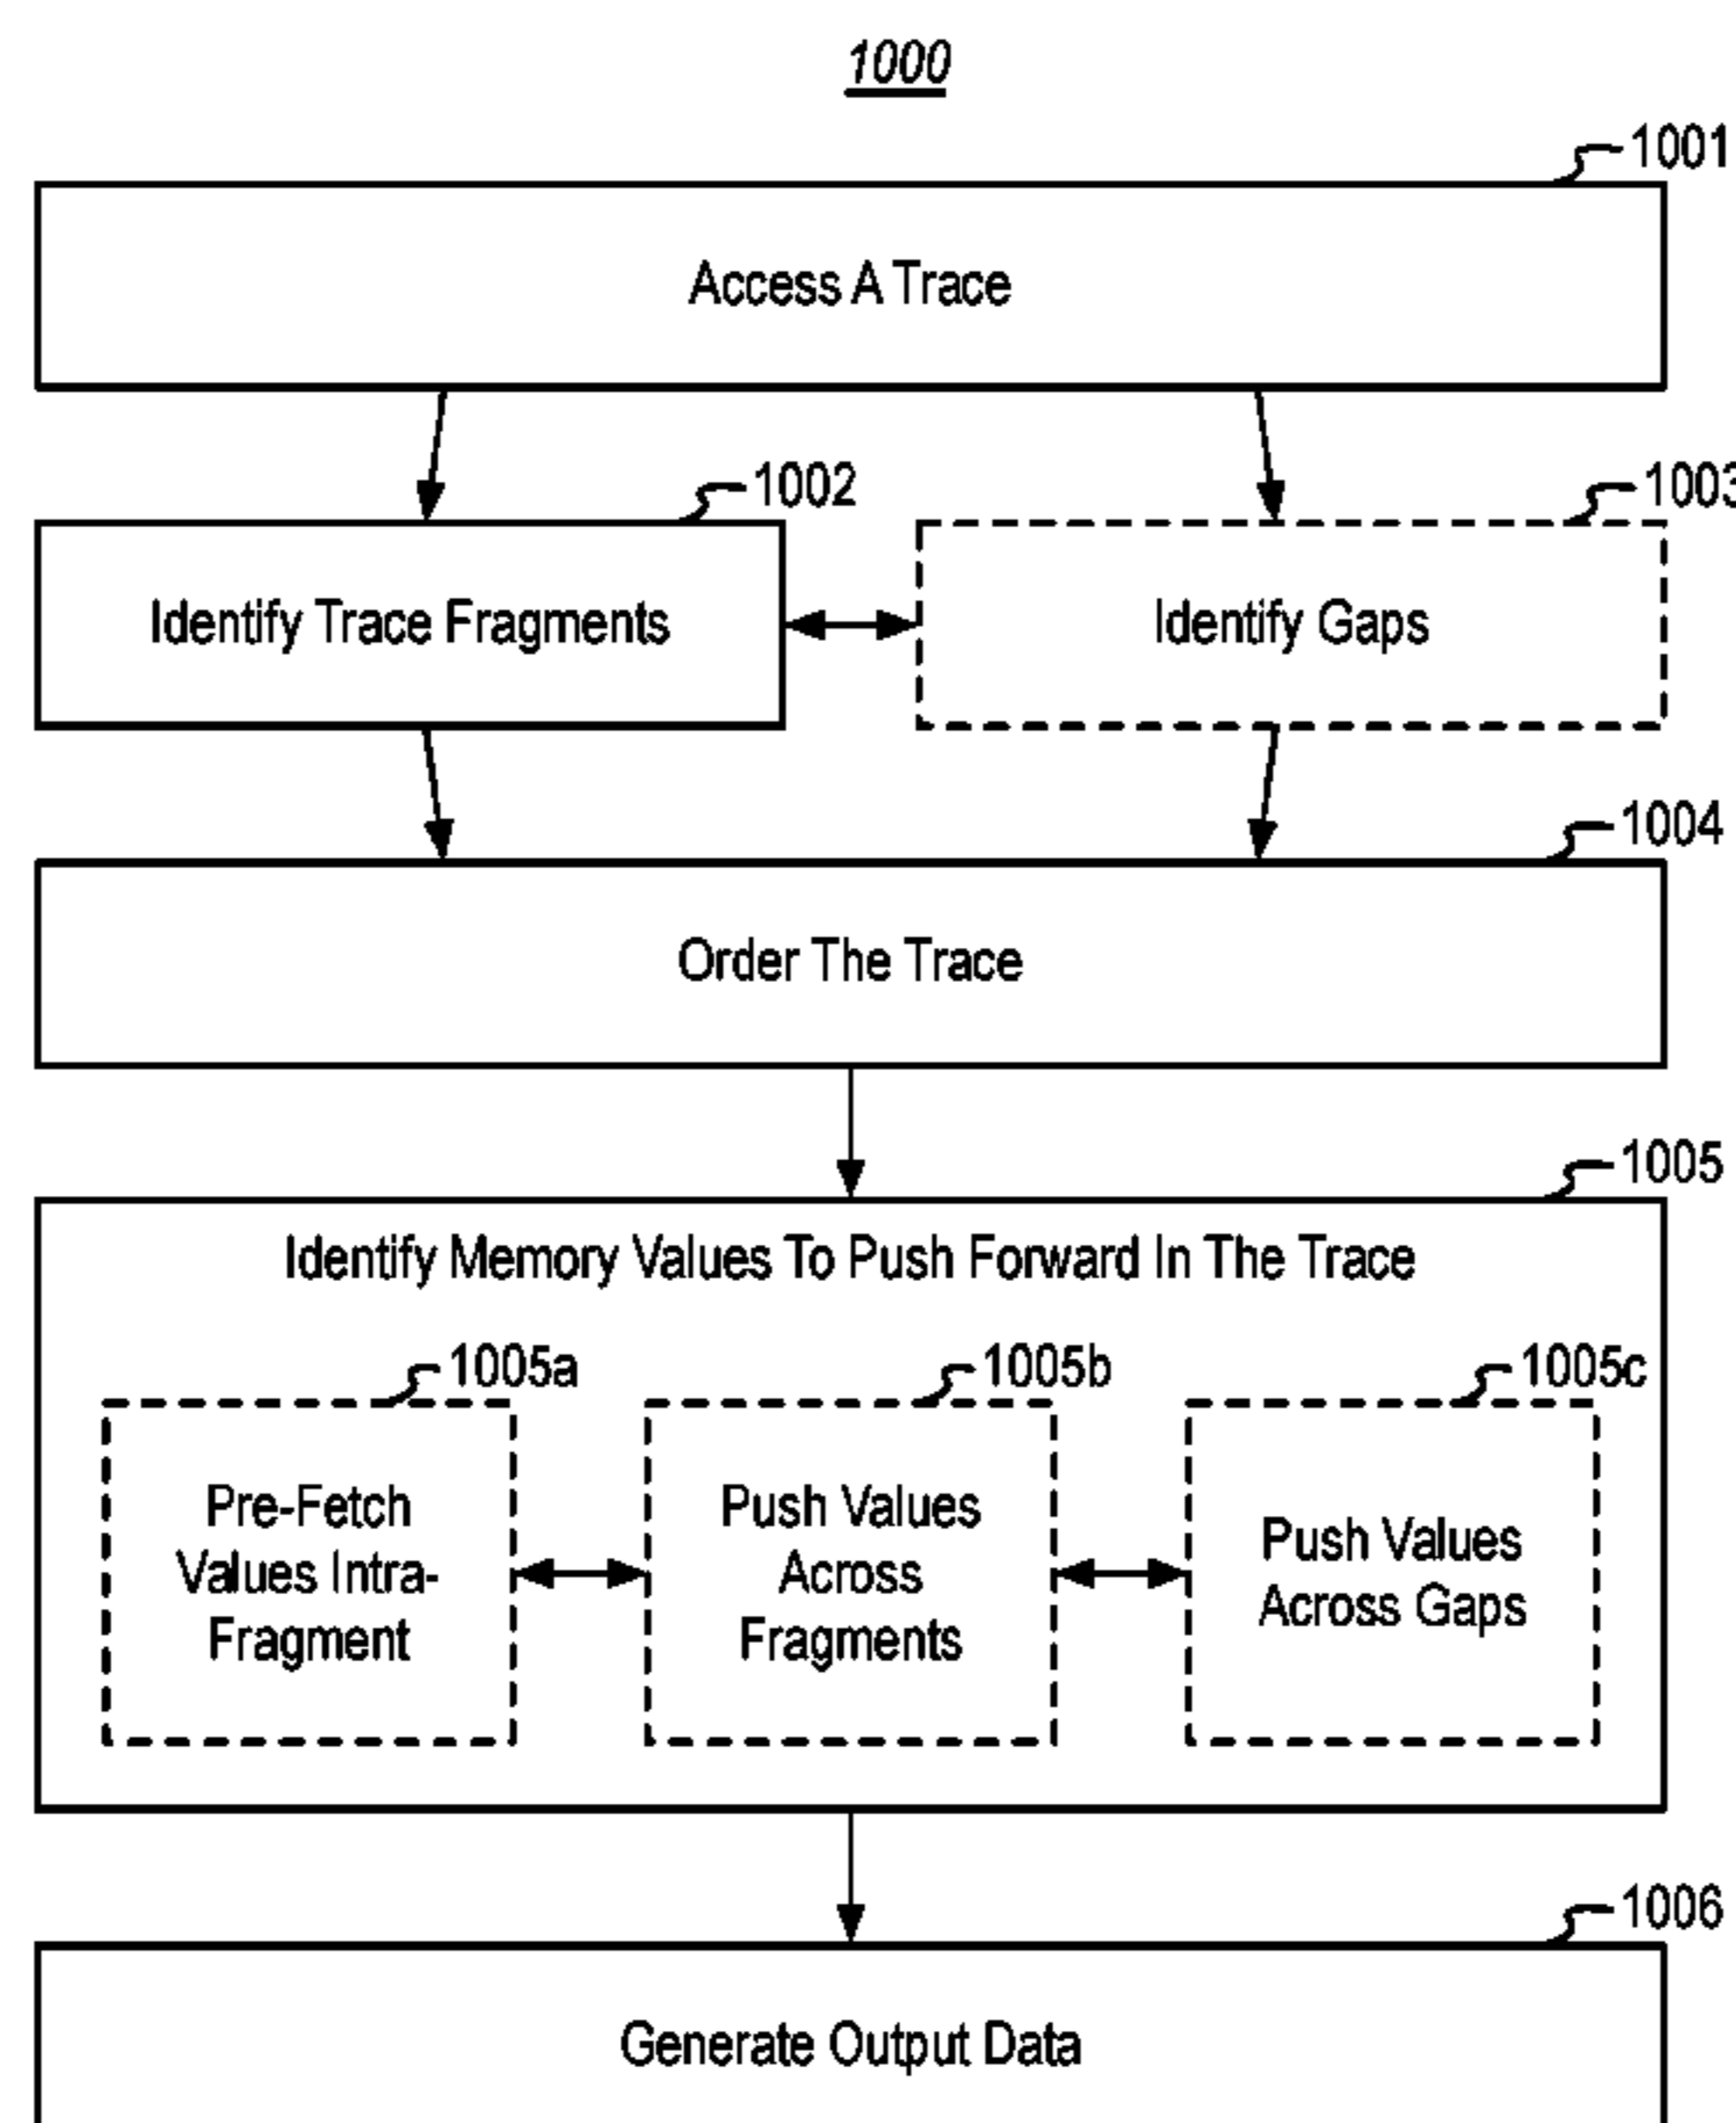 1000
1001
Access A Trace
1002
1003
Identify Trace Fragments
Identify Gaps
1004
Order The Trace
1005
Identify Memory Values To Push Forward In The Trace
1005a
1005b
1005c
Pre-Fetch
Values Intra-
Fragment
Push Values
Across
Fragments
Push Values
Across Gaps
1006
Generate Output Data